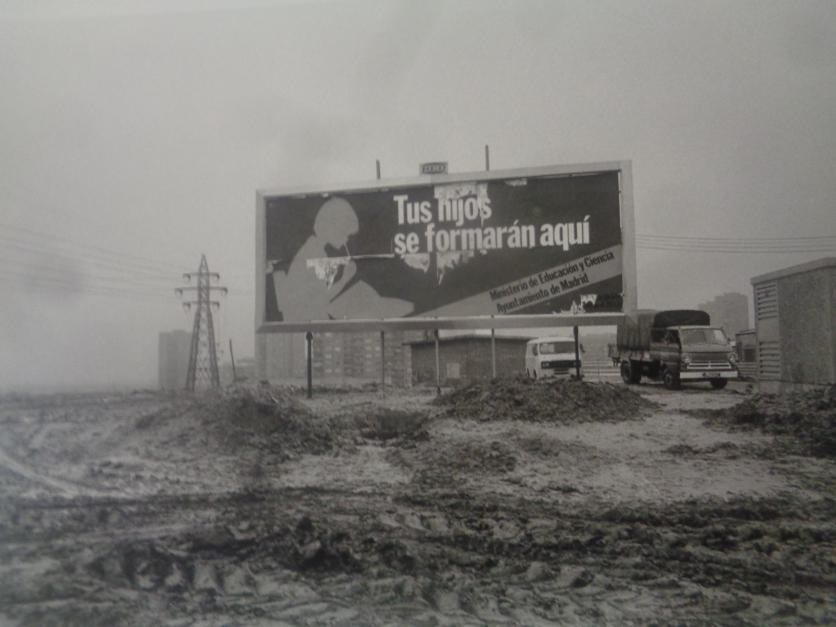 Tus hijos
se formarán aquí
Ministerio de Educación y Ciencia
Ayuntamiento de Madrid